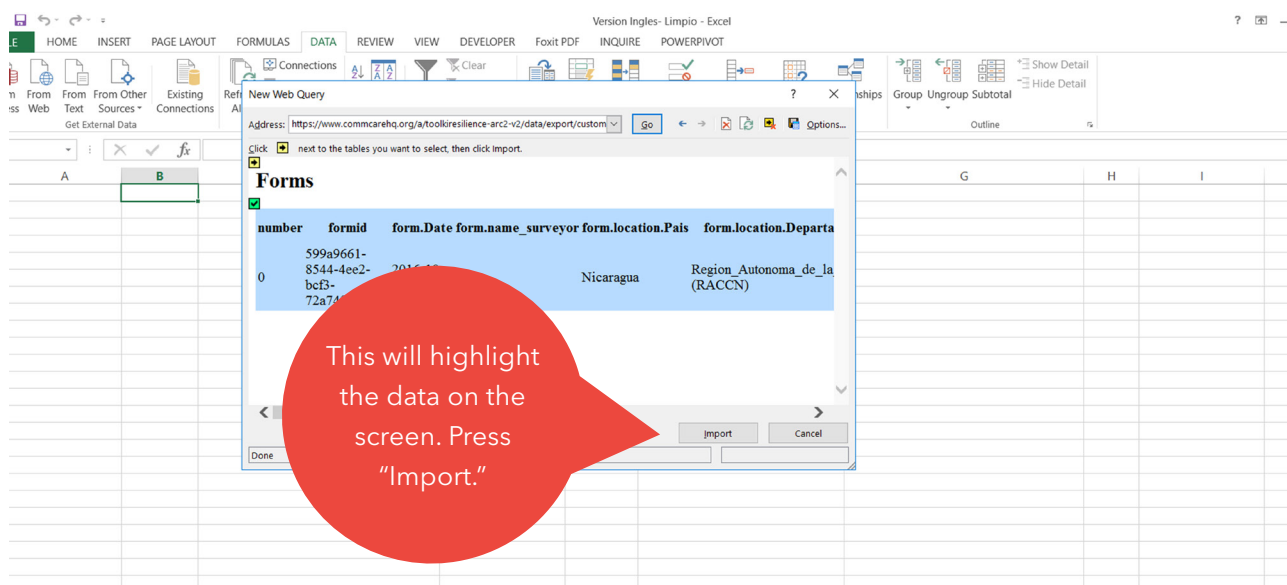 Version Ingles- Limpio - Excel
HOME INSERT PAGE LAYOUT FORMULAS DATA REVIEW VIEW DEVELOPER Foxit PDF INQUIRE POWERPIVOT
Connections Clear Show Detail
From Web From Text From Other Sources Existing Connections Group Ungroup Subtotal Hide Detail
Get External Data Outline
New Web Query
Address: https://www.commcarehq.org/a/toolkiresilience-arc2-v2/data/export/custom Go Options...
Click next to the tables you want to select, then click Import.
A B G H I
Forms
number formid form.Date form.name_surveyor form.location.Pais form.location.Departa
599a9661-
8544-4ee2-
0 bcf3- Nicaragua Region_Autonoma_de_la
(RACCN)
This will highlight
the data on the
screen. Press
“Import.”
Import Cancel
Done